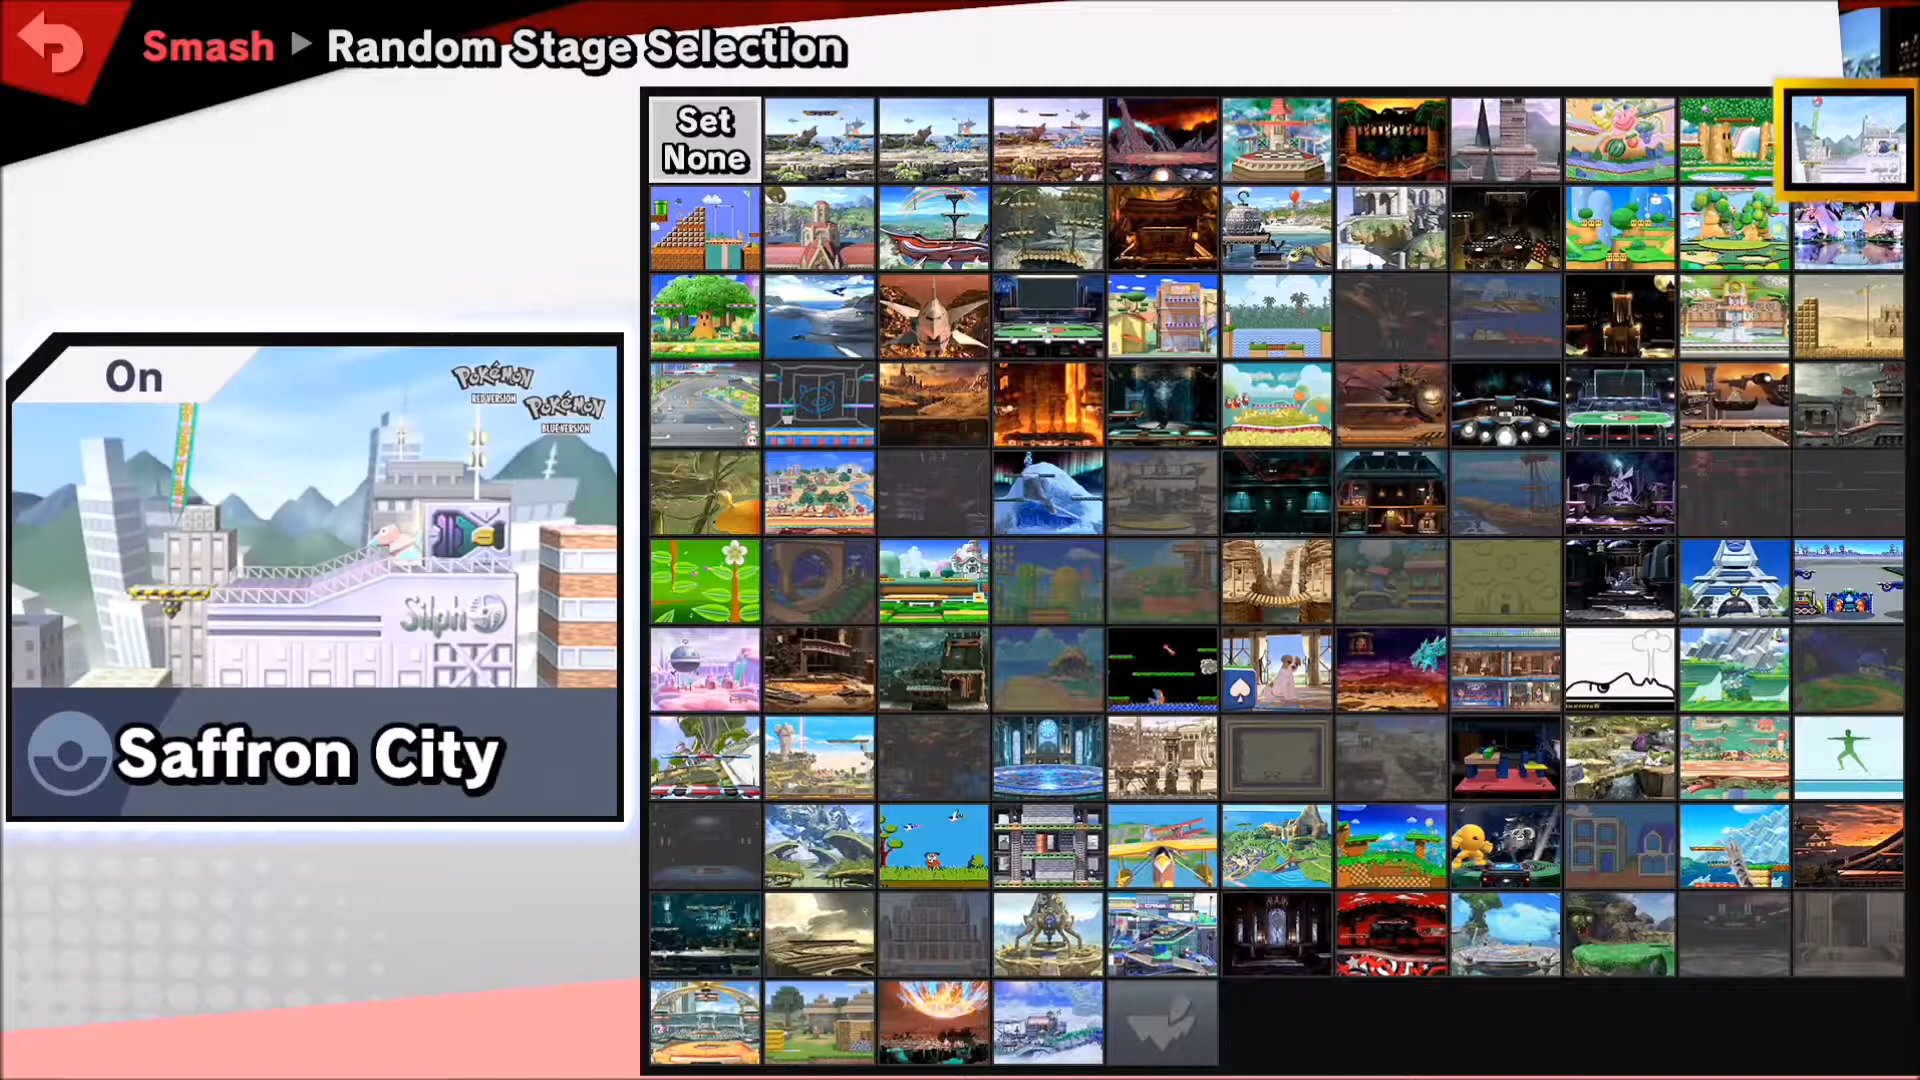 Smash ▶ Random Stage Selection
Set
None
On
POKÉMON
RED VERSION
POKÉMON
BLUE VERSION
Silph
Saffron City